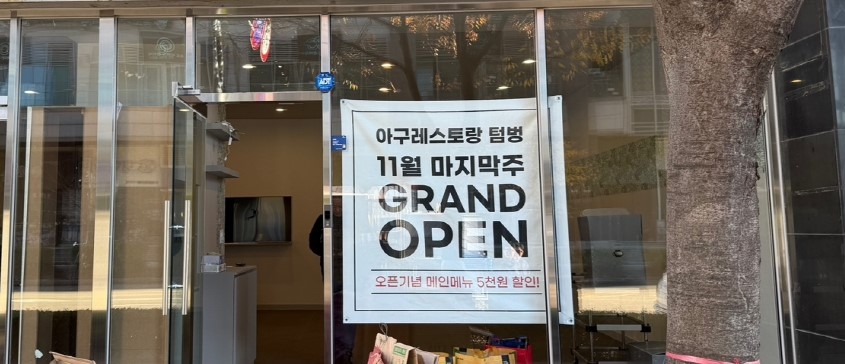 ADT
아구레스토랑 텀벙
11월 마지막주
GRAND
OPEN
오픈기념 메인메뉴 5천원 할인!